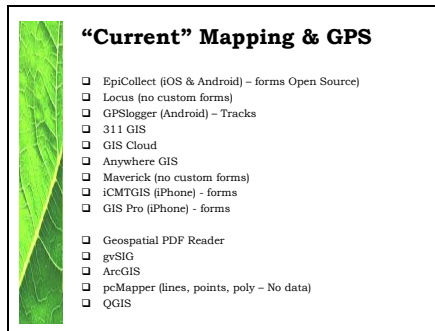 “Current” Mapping & GPS
EpiCollect (iOS & Android) – forms Open Source)
Locus (no custom forms)
GPSlogger (Android) – Tracks
311 GIS
GIS Cloud
Anywhere GIS
Maverick (no custom forms)
iCMTGIS (iPhone) - forms
GIS Pro (iPhone) - forms
Geospatial PDF Reader
gvSIG
ArcGIS
pcMapper (lines, points, poly – No data)
QGIS